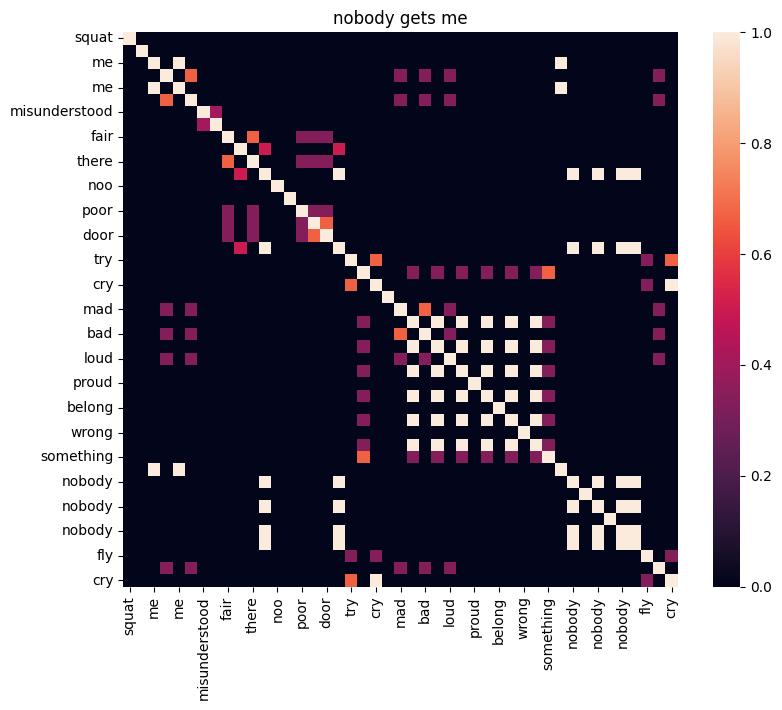 nobody gets me
squat
me
me
misunderstood
fair
there
noo
poor
door
try
cry
mad
bad
loud
proud
belong
wrong
something
nobody
nobody
nobody
fly
cry
1.0
0.8
0.6
0.4
0.2
0.0
squat
me
me
misunderstood
fair
there
noo
poor
door
try
cry
mad
bad
loud
proud
belong
wrong
something
nobody
nobody
nobody
fly
cry